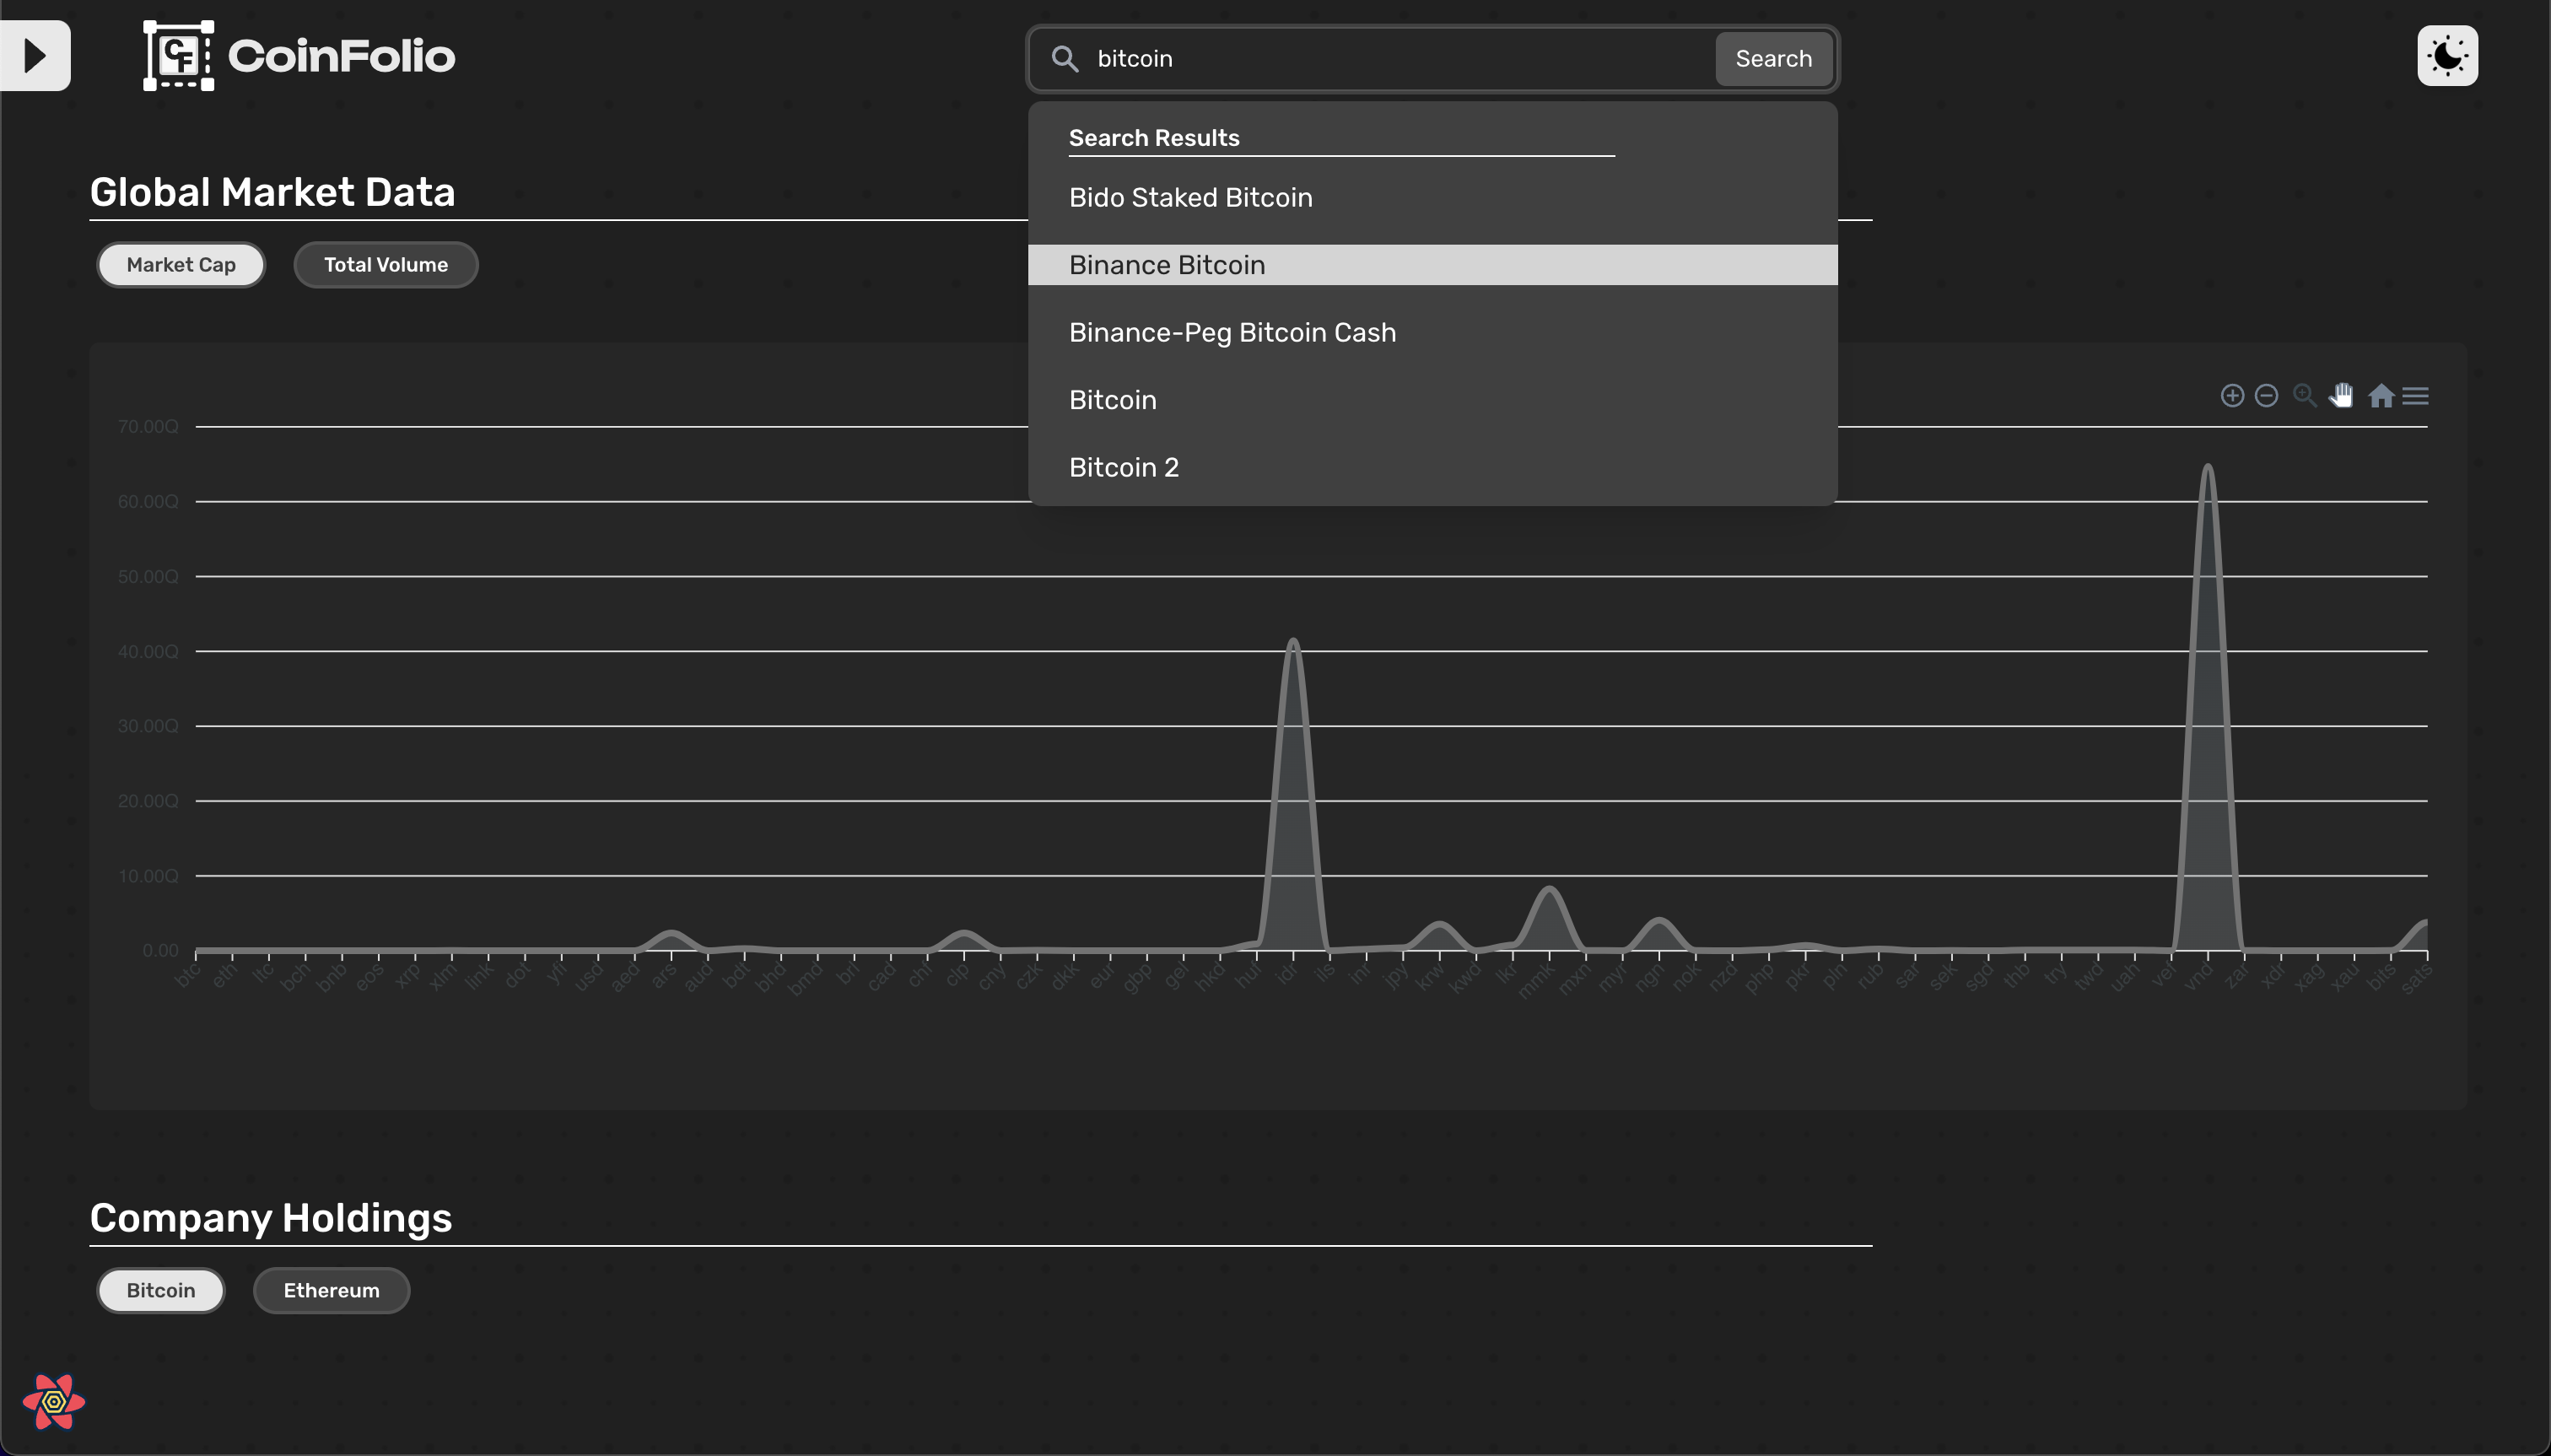 CF CoinFolio
bitcoin
Search
Search Results
Bido Staked Bitcoin
Binance Bitcoin
Binance-Peg Bitcoin Cash
Bitcoin
Bitcoin 2
Global Market Data
Market Cap
Total Volume
70.00Q
60.00Q
50.00Q
40.00Q
30.00Q
20.00Q
10.00Q
0.00
btc eth ltc bch bnb eos xrp xlm link dot yfi usd aed ars aud bdt bhd bmd brl cad chf clp cny czk dkk eur gbp gel hkd huf idr ils inr jpy krw kwd lkr mmk mxn myr ngn nok nzd php pkr pln rub sar sek sgd thb try twd uah vef vnd zar xdr xag xau bits sats
Company Holdings
Bitcoin
Ethereum